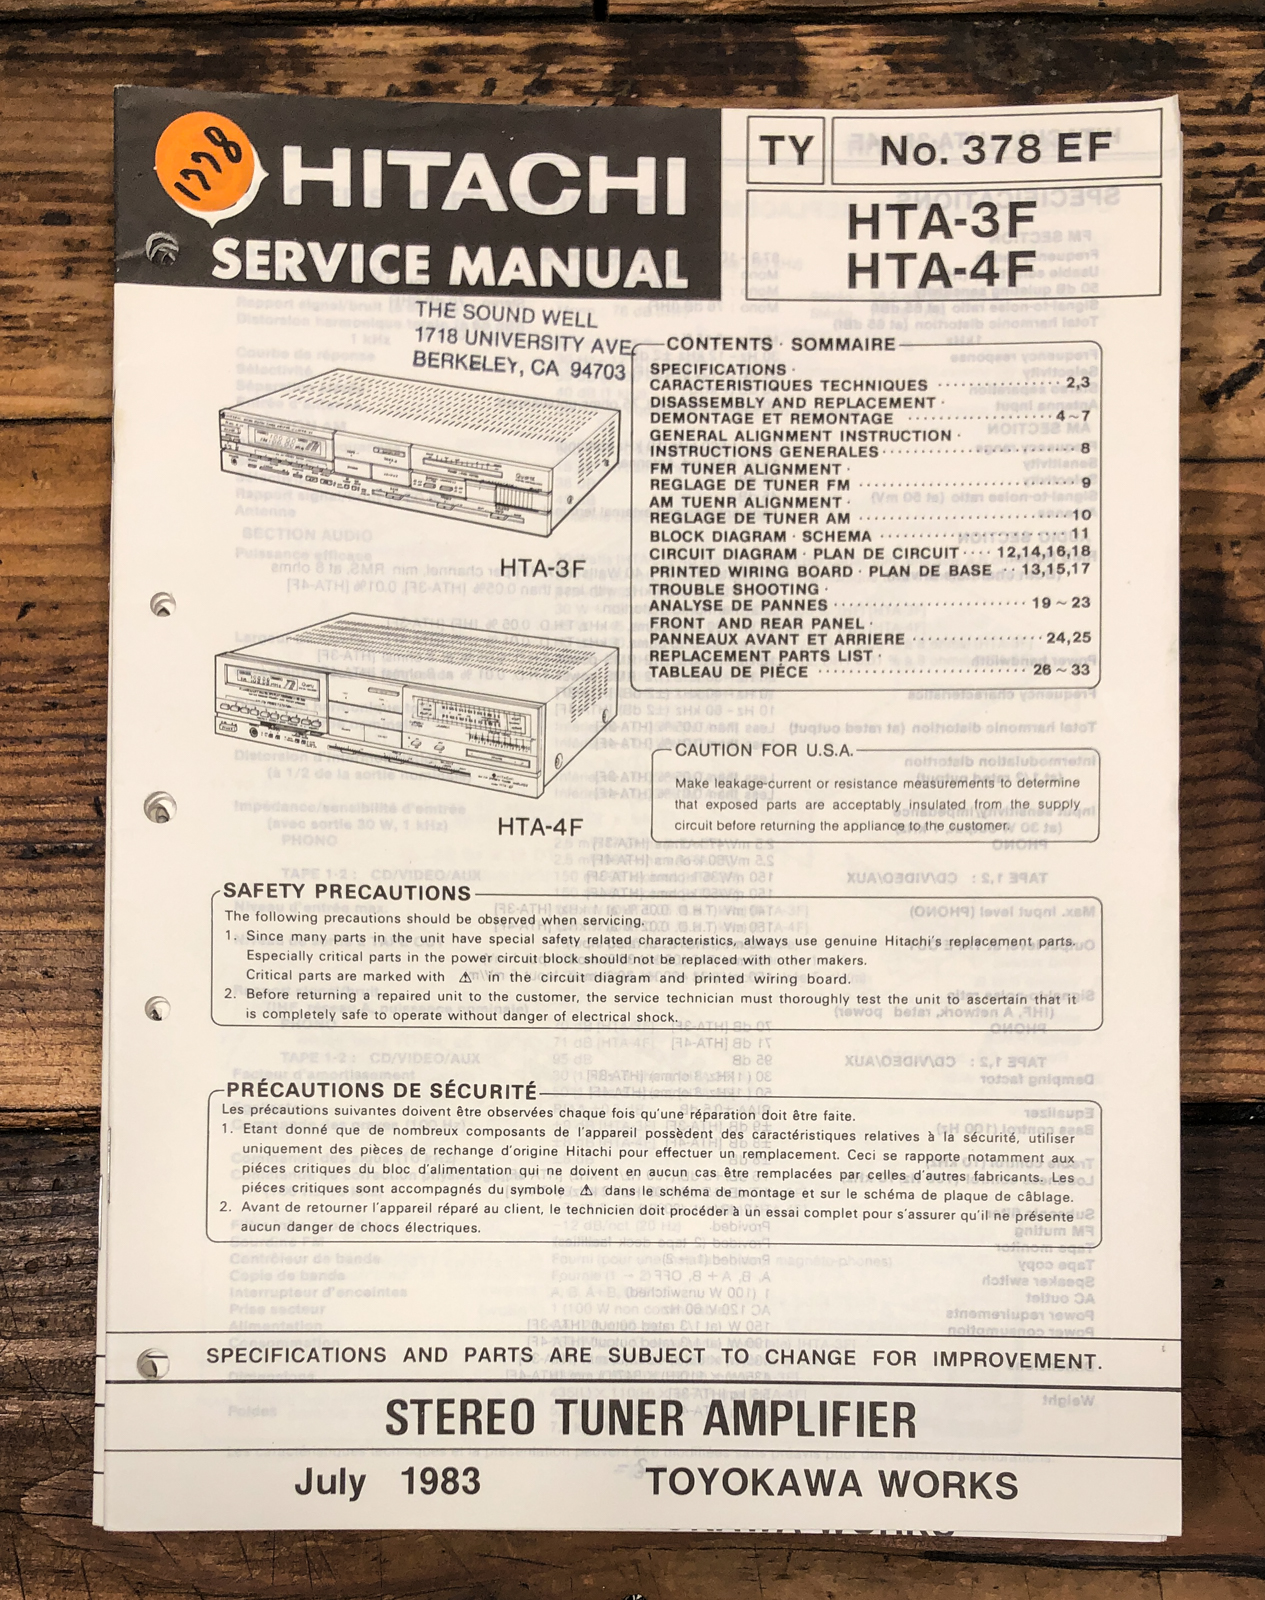 1778
HITACHI
SERVICE MANUAL
TY
No. 378 EF
HTA-3F
HTA-4F
THE SOUND WELL
1718 UNIVERSITY AVE
BERKELEY, CA 94703
CONTENTS · SOMMAIRE
SPECIFICATIONS ·
CARACTERISTIQUES TECHNIQUES ················ 2,3
DISASSEMBLY AND REPLACEMENT ·
DEMONTAGE ET REMONTAGE ·················· 4~7
GENERAL ALIGNMENT INSTRUCTION ·
INSTRUCTIONS GENERALES ························ 8
FM TUNER ALIGNMENT ·
REGLAGE DE TUNER FM ··························· 9
AM TUENR ALIGNMENT ·
REGLAGE DE TUNER AM ························· 10
BLOCK DIAGRAM · SCHEMA ······················ 11
CIRCUIT DIAGRAM · PLAN DE CIRCUIT ···· 12,14,16,18
PRINTED WIRING BOARD · PLAN DE BASE ·· 13,15,17
TROUBLE SHOOTING ·
ANALYSE DE PANNES ························ 19~23
FRONT AND REAR PANEL ·
PANNEAUX AVANT ET ARRIERE ················· 24,25
REPLACEMENT PARTS LIST ·
TABLEAU DE PIÉCE ·························· 26~33
HTA-3F
HTA-4F
CAUTION FOR U.S.A.
Make leakage-current or resistance measurements to determine
that exposed parts are acceptably insulated from the supply
circuit before returning the appliance to the customer.
SAFETY PRECAUTIONS
The following precautions should be observed when servicing.
1. Since many parts in the unit have special safety related characteristics, always use genuine Hitachi's replacement parts.
Especially critical parts in the power circuit block should not be replaced with other makers.
Critical parts are marked with ⚠ in the circuit diagram and printed wiring board.
2. Before returning a repaired unit to the customer, the service technician must thoroughly test the unit to ascertain that it
is completely safe to operate without danger of electrical shock.
PRÉCAUTIONS DE SÉCURITÉ
Les précautions suivantes doivent être observées chaque fois qu'une réparation doit être faite.
1. Etant donné que de nombreux composants de l'appareil possèdent des caractéristiques relatives à la sécurité, utiliser
uniquement des pièces de rechange d'origine Hitachi pour effectuer un remplacement. Ceci se rapporte notamment aux
piéces critiques du bloc d'alimentation qui ne doivent en aucun cas être remplacées par celles d'autres fabricants. Les
piéces critiques sont accompagnés du symbole ⚠ dans le schéma de montage et sur le schéma de plaque de câblage.
2. Avant de retourner l'appareil réparé au client, le technicien doit procéder à un essai complet pour s'assurer qu'il ne présente
aucun danger de chocs électriques.
SPECIFICATIONS AND PARTS ARE SUBJECT TO CHANGE FOR IMPROVEMENT.
STEREO TUNER AMPLIFIER
July 1983
TOYOKAWA WORKS